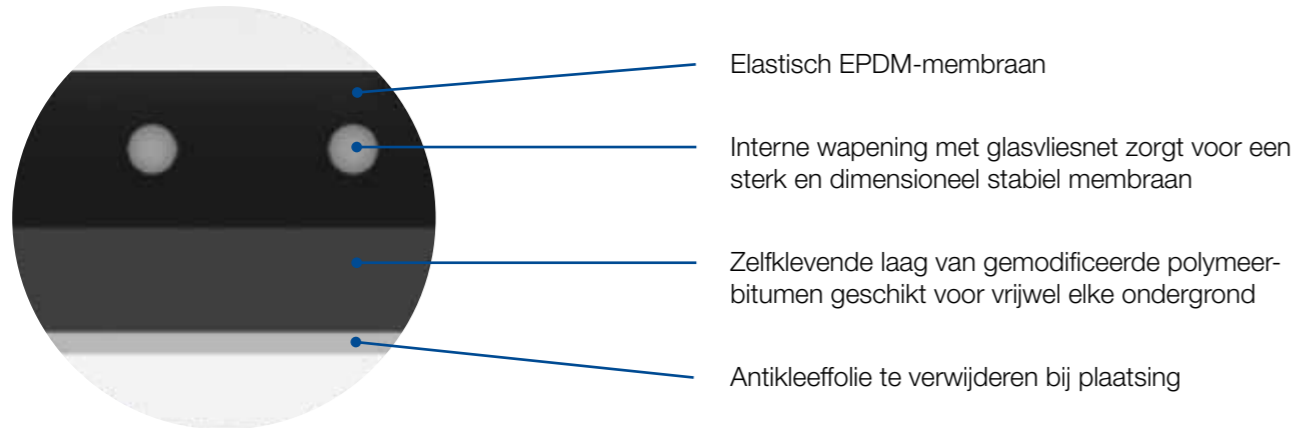 Elastisch EPDM-membraan
Interne wapening met glasvliesnet zorgt voor een
sterk en dimensioneel stabiel membraan
Zelfklevende laag van gemodificeerde polymeer-
bitumen geschikt voor vrijwel elke ondergrond
Antikleeffolie te verwijderen bij plaatsing